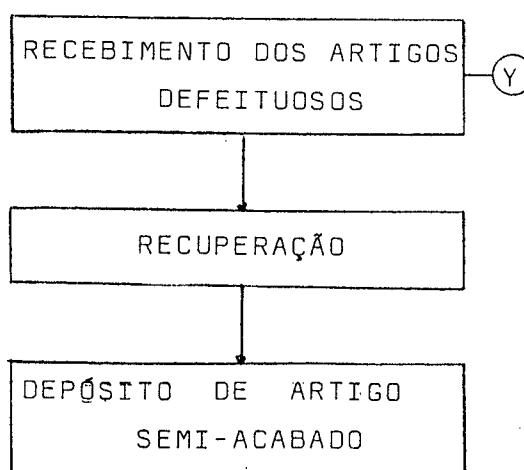 RECEBIMENTO DOS ARTIGOS
DEFEITUOSOS
Y
RECUPERAÇÃO
DEPÓSITO DE ARTIGO
SEMI-ACABADO